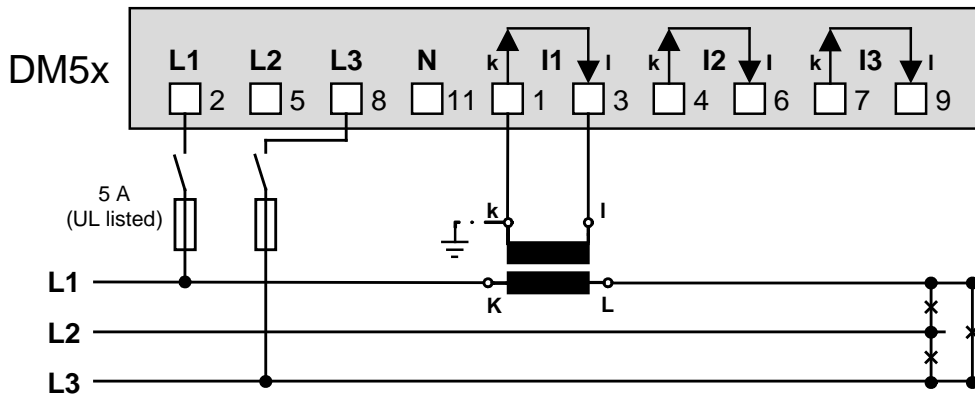 DM5x
L1 L2 L3 N k I1 l k I2 l k I3 l
2 5 8 11 1 3 4 6 7 9
5 A
(UL listed)
k l
L1
K L
L2
L3